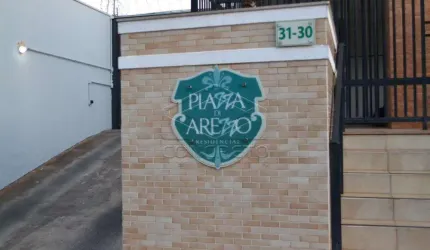 31-30
PIAZZA
DI
AREZZO
RESIDENCIAL